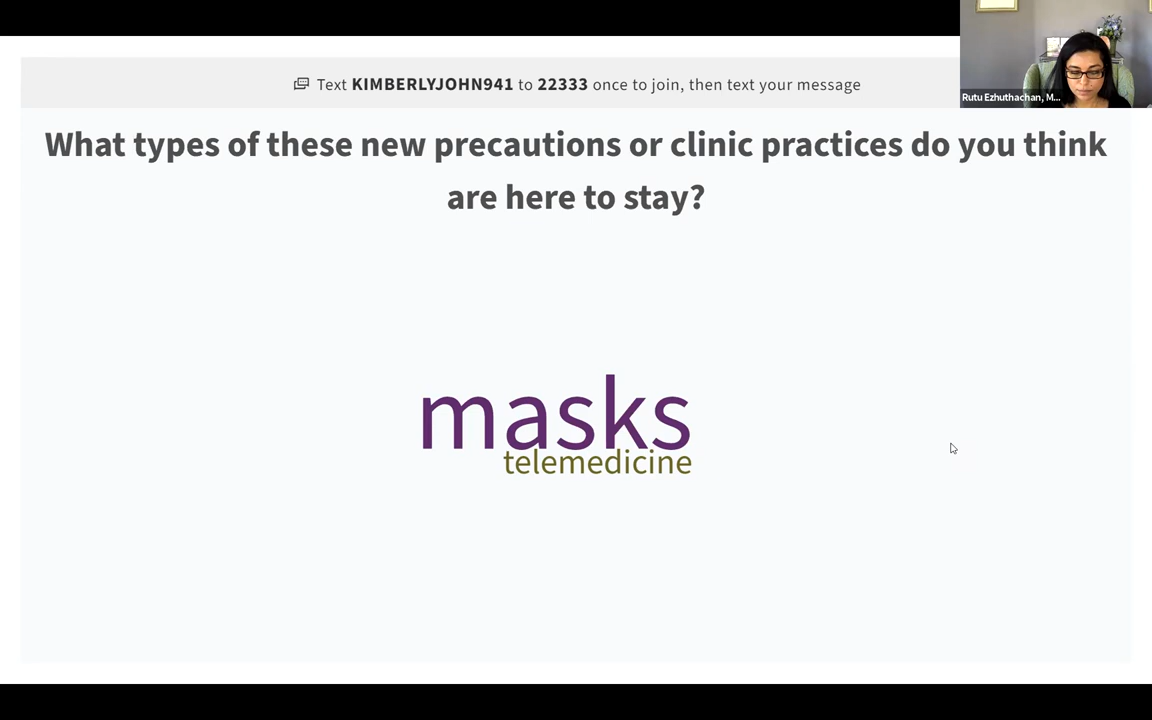 Text KIMBERLYJOHN941 to 22333 once to join, then text your message
Rutu Ezhuthachan, M...
What types of these new precautions or clinic practices do you think
are here to stay?
masks
telemedicine